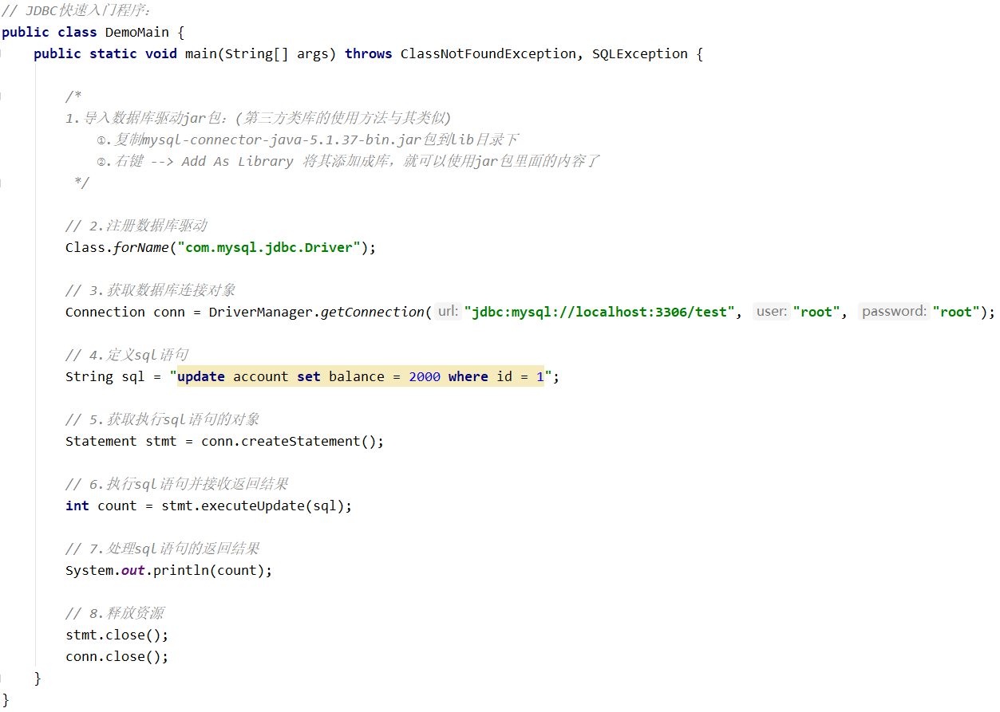 // JDBC快速入门程序:
public class DemoMain {
    public static void main(String[] args) throws ClassNotFoundException, SQLException {
        /*
        1.导入数据库驱动jar包:(第三方类库的使用方法与其类似)
            ①.复制mysql-connector-java-5.1.37-bin.jar包到lib目录下
            ②.右键 --> Add As Library 将其添加成库,就可以使用jar包里面的内容了
         */
        // 2.注册数据库驱动
        Class.forName("com.mysql.jdbc.Driver");
        // 3.获取数据库连接对象
        Connection conn = DriverManager.getConnection( url: "jdbc:mysql://localhost:3306/test", user: "root", password: "root");
        // 4.定义sql语句
        String sql = "update account set balance = 2000 where id = 1";
        // 5.获取执行sql语句的对象
        Statement stmt = conn.createStatement();
        // 6.执行sql语句并接收返回结果
        int count = stmt.executeUpdate(sql);
        // 7.处理sql语句的返回结果
        System.out.println(count);
        // 8.释放资源
        stmt.close();
        conn.close();
    }
}